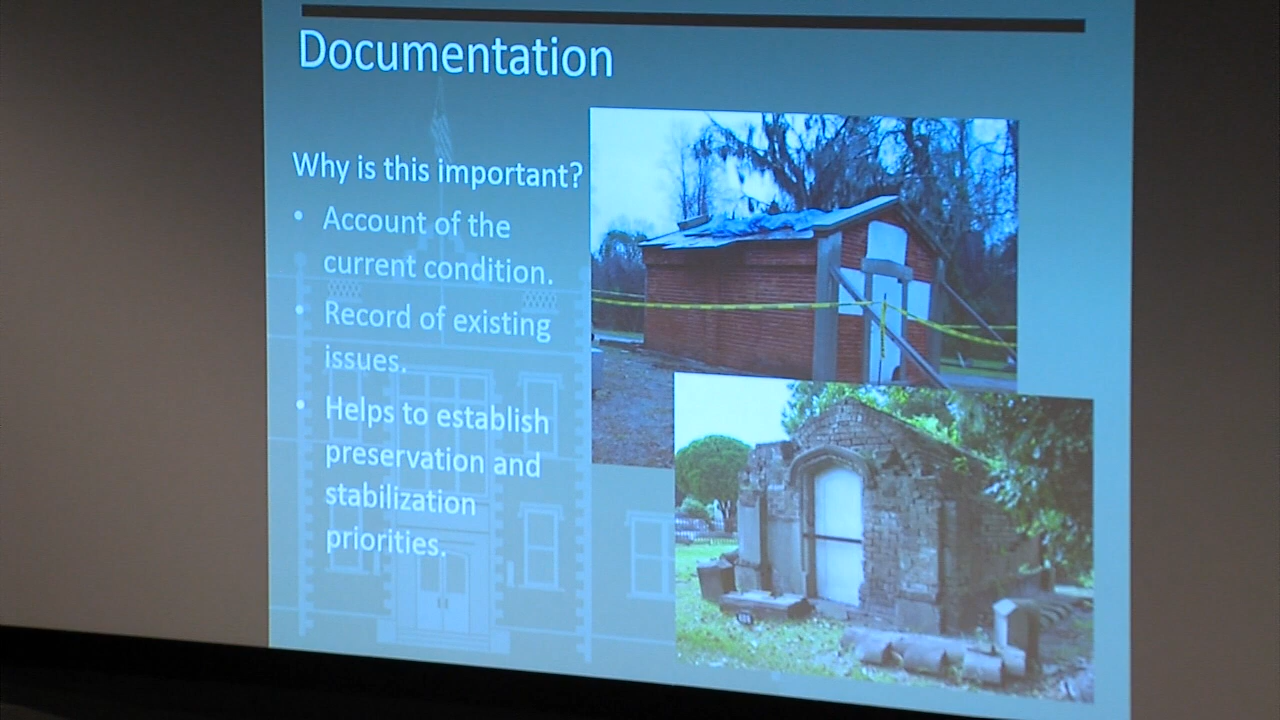 Documentation
Why is this important?
• Account of the
current condition.
• Record of existing
issues.
• Helps to establish
preservation and
stabilization
priorities.